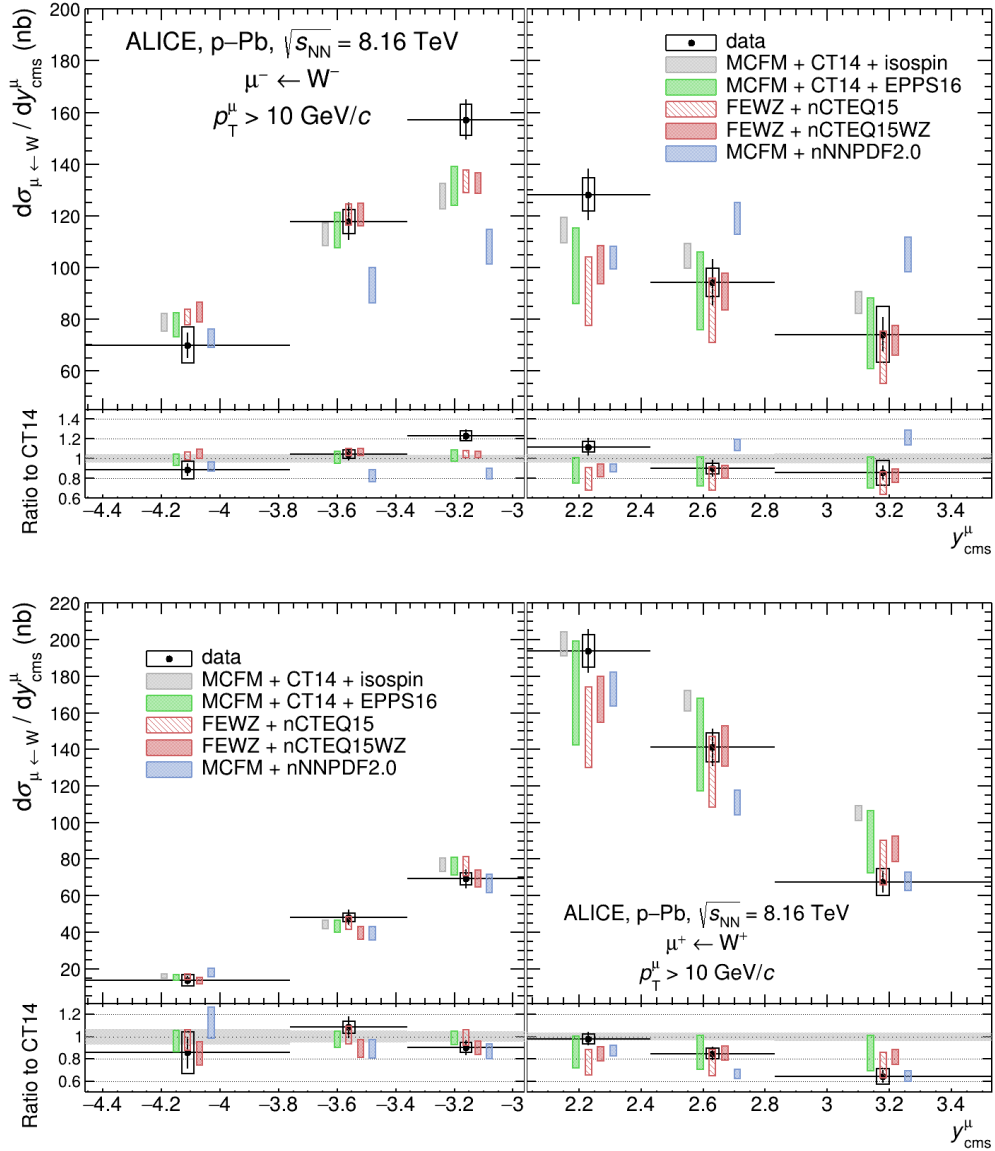 dσμ←W / dyμcms (nb)
200
180
160
140
120
100
80
60
ALICE, p–Pb, √sNN = 8.16 TeV
μ− ← W−
pTμ > 10 GeV/c
data
MCFM + CT14 + isospin
MCFM + CT14 + EPPS16
FEWZ + nCTEQ15
FEWZ + nCTEQ15WZ
MCFM + nNNPDF2.0
Ratio to CT14
1.4
1.2
1
0.8
0.6
−4.4 −4.2 −4 −3.8 −3.6 −3.4 −3.2 −3 2.2 2.4 2.6 2.8 3 3.2 3.4
yμcms
dσμ←W / dyμcms (nb)
220
200
180
160
140
120
100
80
60
40
20
data
MCFM + CT14 + isospin
MCFM + CT14 + EPPS16
FEWZ + nCTEQ15
FEWZ + nCTEQ15WZ
MCFM + nNNPDF2.0
ALICE, p–Pb, √sNN = 8.16 TeV
μ+ ← W+
pTμ > 10 GeV/c
Ratio to CT14
1.2
1
0.8
0.6
−4.4 −4.2 −4 −3.8 −3.6 −3.4 −3.2 −3 2.2 2.4 2.6 2.8 3 3.2 3.4
yμcms